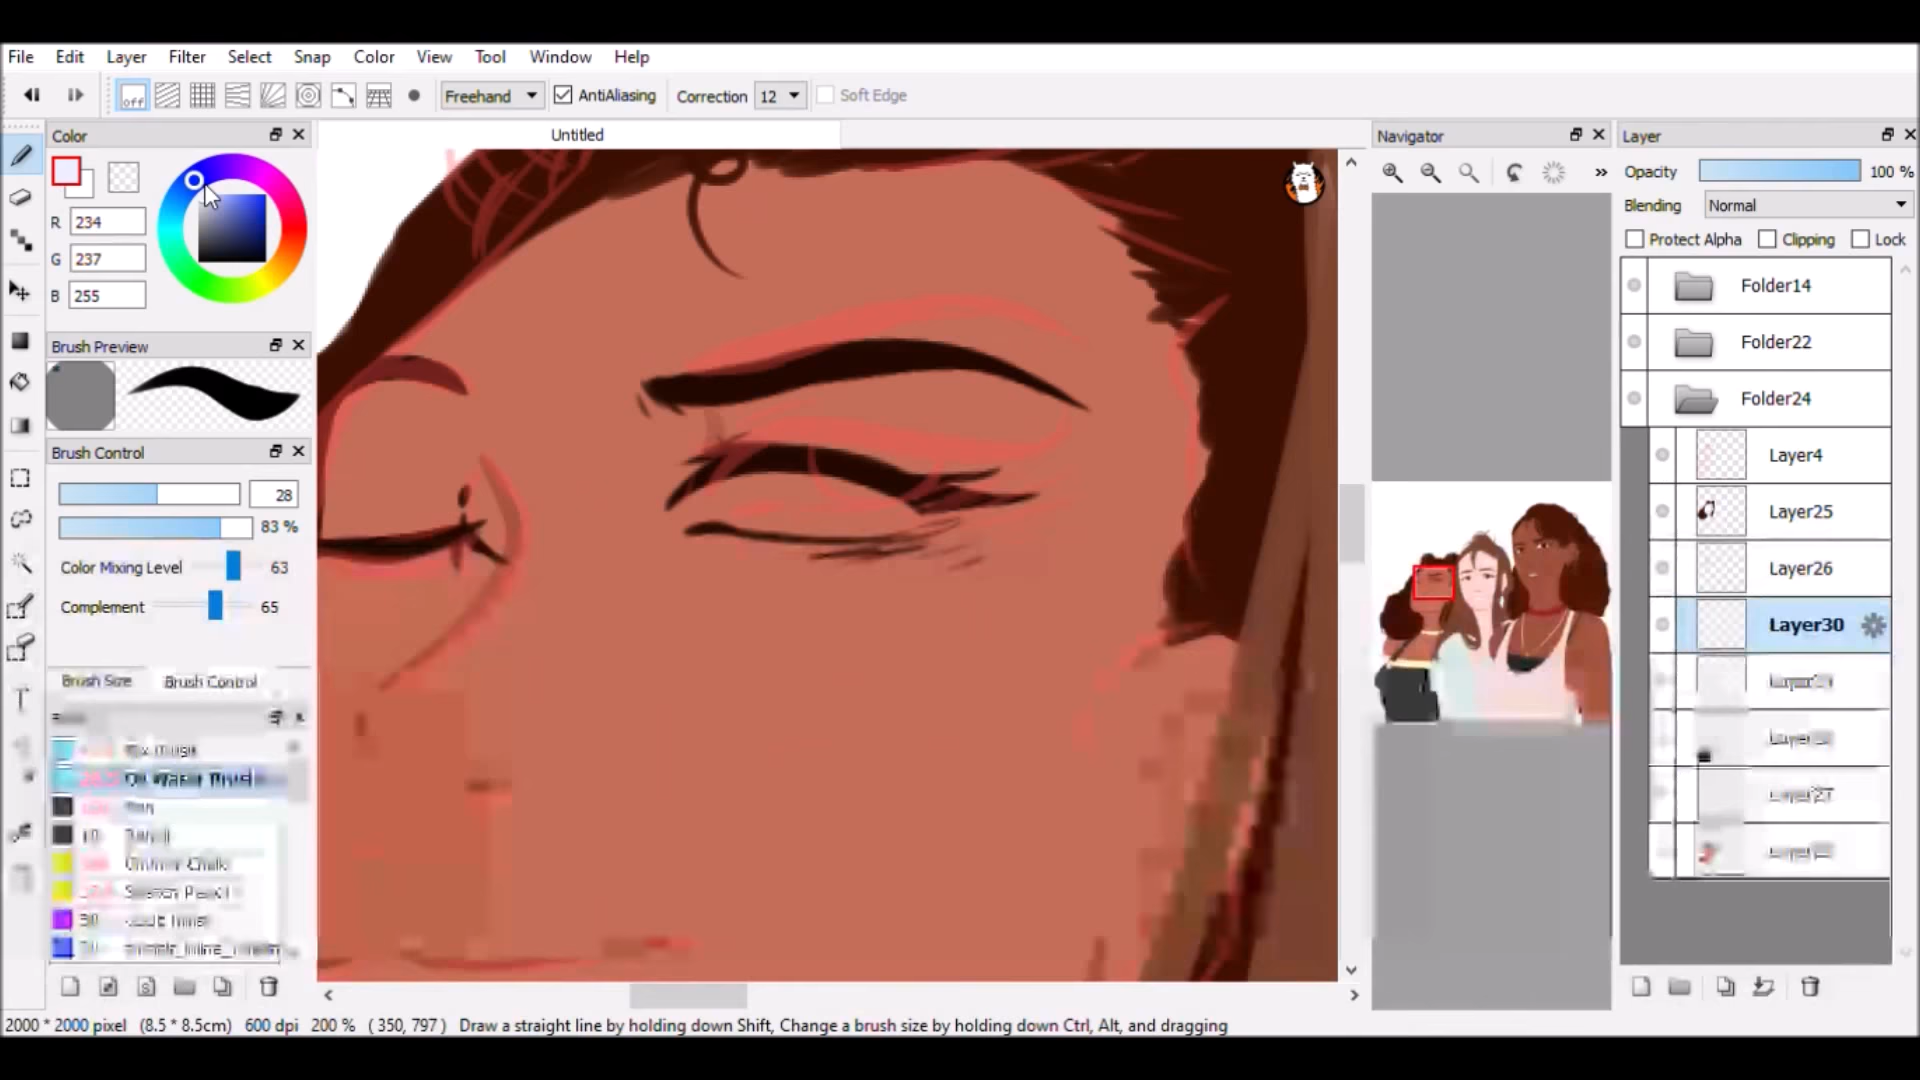 File Edit Layer Filter Select Snap Color View Tool Window Help
off Freehand AntiAliasing Correction 12 Soft Edge
Color
Untitled
Navigator
Layer
R 234
G 237
B 255
Opacity 100 %
Blending Normal
Protect Alpha Clipping Lock
Folder14
Folder22
Folder24
Layer4
Layer25
Layer26
Layer30
Brush Preview
Brush Control
28
83 %
Color Mixing Level 63
Complement 65
Brush Size Brush Control
2000 * 2000 pixel (8.5 * 8.5cm) 600 dpi 200 % ( 350, 797 ) Draw a straight line by holding down Shift, Change a brush size by holding down Ctrl, Alt, and dragging